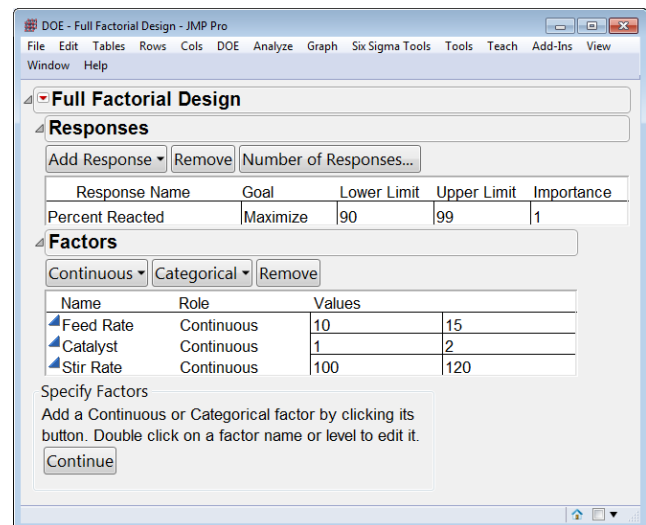 DOE - Full Factorial Design - JMP Pro
File Edit Tables Rows Cols DOE Analyze Graph Six Sigma Tools Tools Teach Add-Ins View
Window Help
Full Factorial Design
Responses
Add Response Remove Number of Responses...
Response Name Goal Lower Limit Upper Limit Importance
Percent Reacted Maximize 90 99 1
Factors
Continuous Categorical Remove
Name Role Values
Feed Rate Continuous 10 15
Catalyst Continuous 1 2
Stir Rate Continuous 100 120
Specify Factors
Add a Continuous or Categorical factor by clicking its
button. Double click on a factor name or level to edit it.
Continue